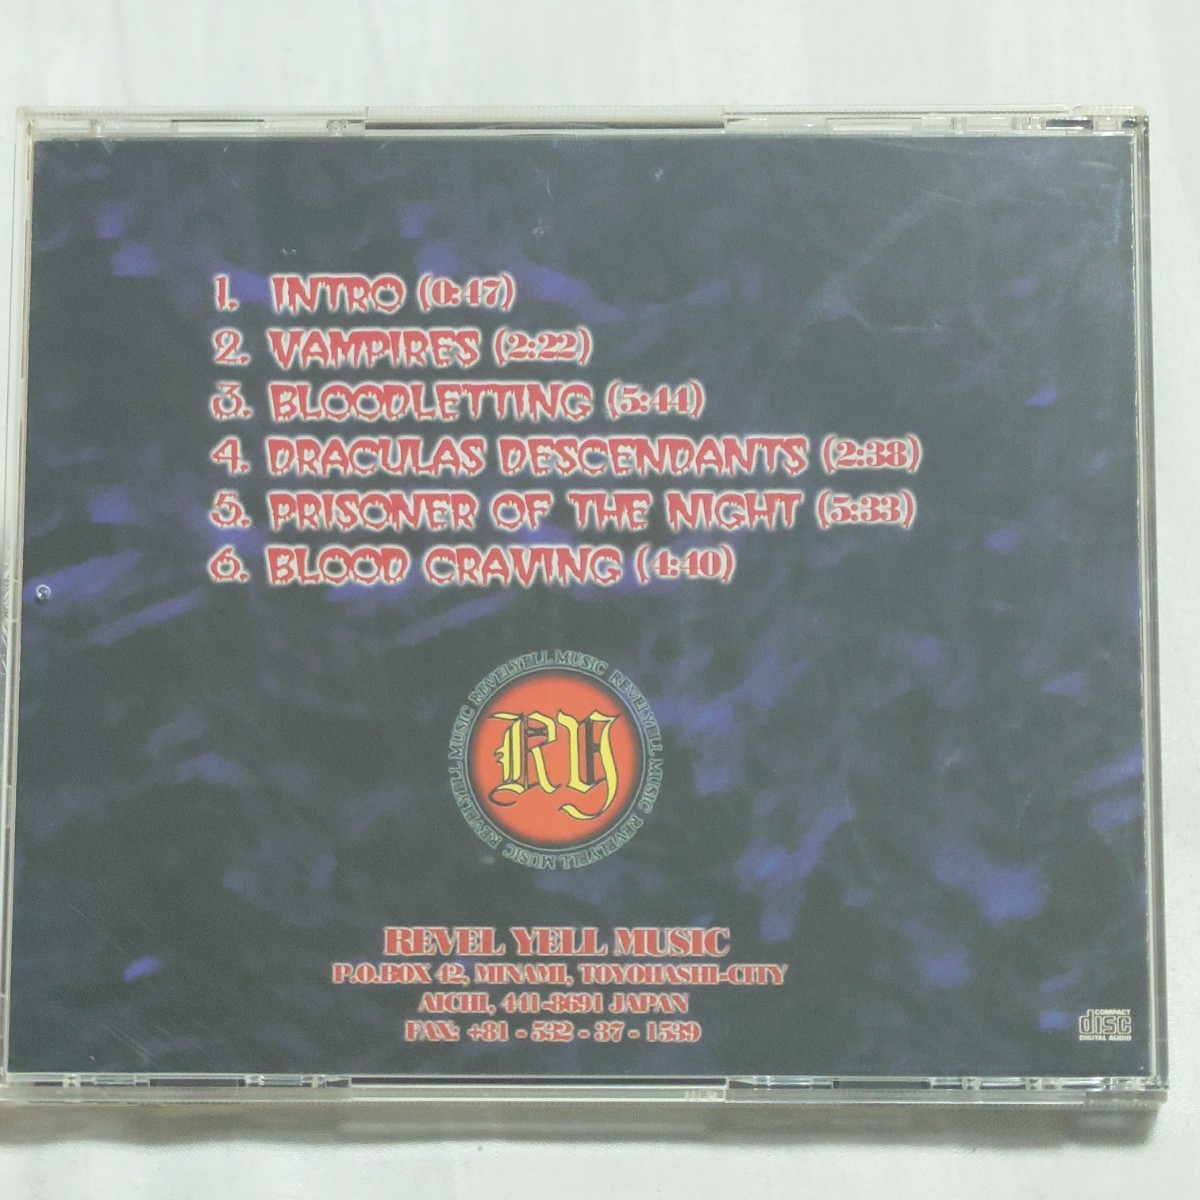 1. INTRO (0:47)
2. VAMPIRES (2:22)
3. BLOODLETTING (5:44)
4. DRACULAS DESCENDANTS (2:38)
5. PRISONER OF THE NIGHT (5:33)
6. BLOOD CRAVING (4:40)
REVELYELL MUSIC REVELYELL MUSIC REVELYELL MUSIC REVELYELL MUSIC
RY
REVEL YELL MUSIC
P.O.BOX 42, MINAMI, TOYOHASHI-CITY
AICHI, 441-8691 JAPAN
FAX: +81 - 532 - 37 - 1539
COMPACT
disc
DIGITAL AUDIO